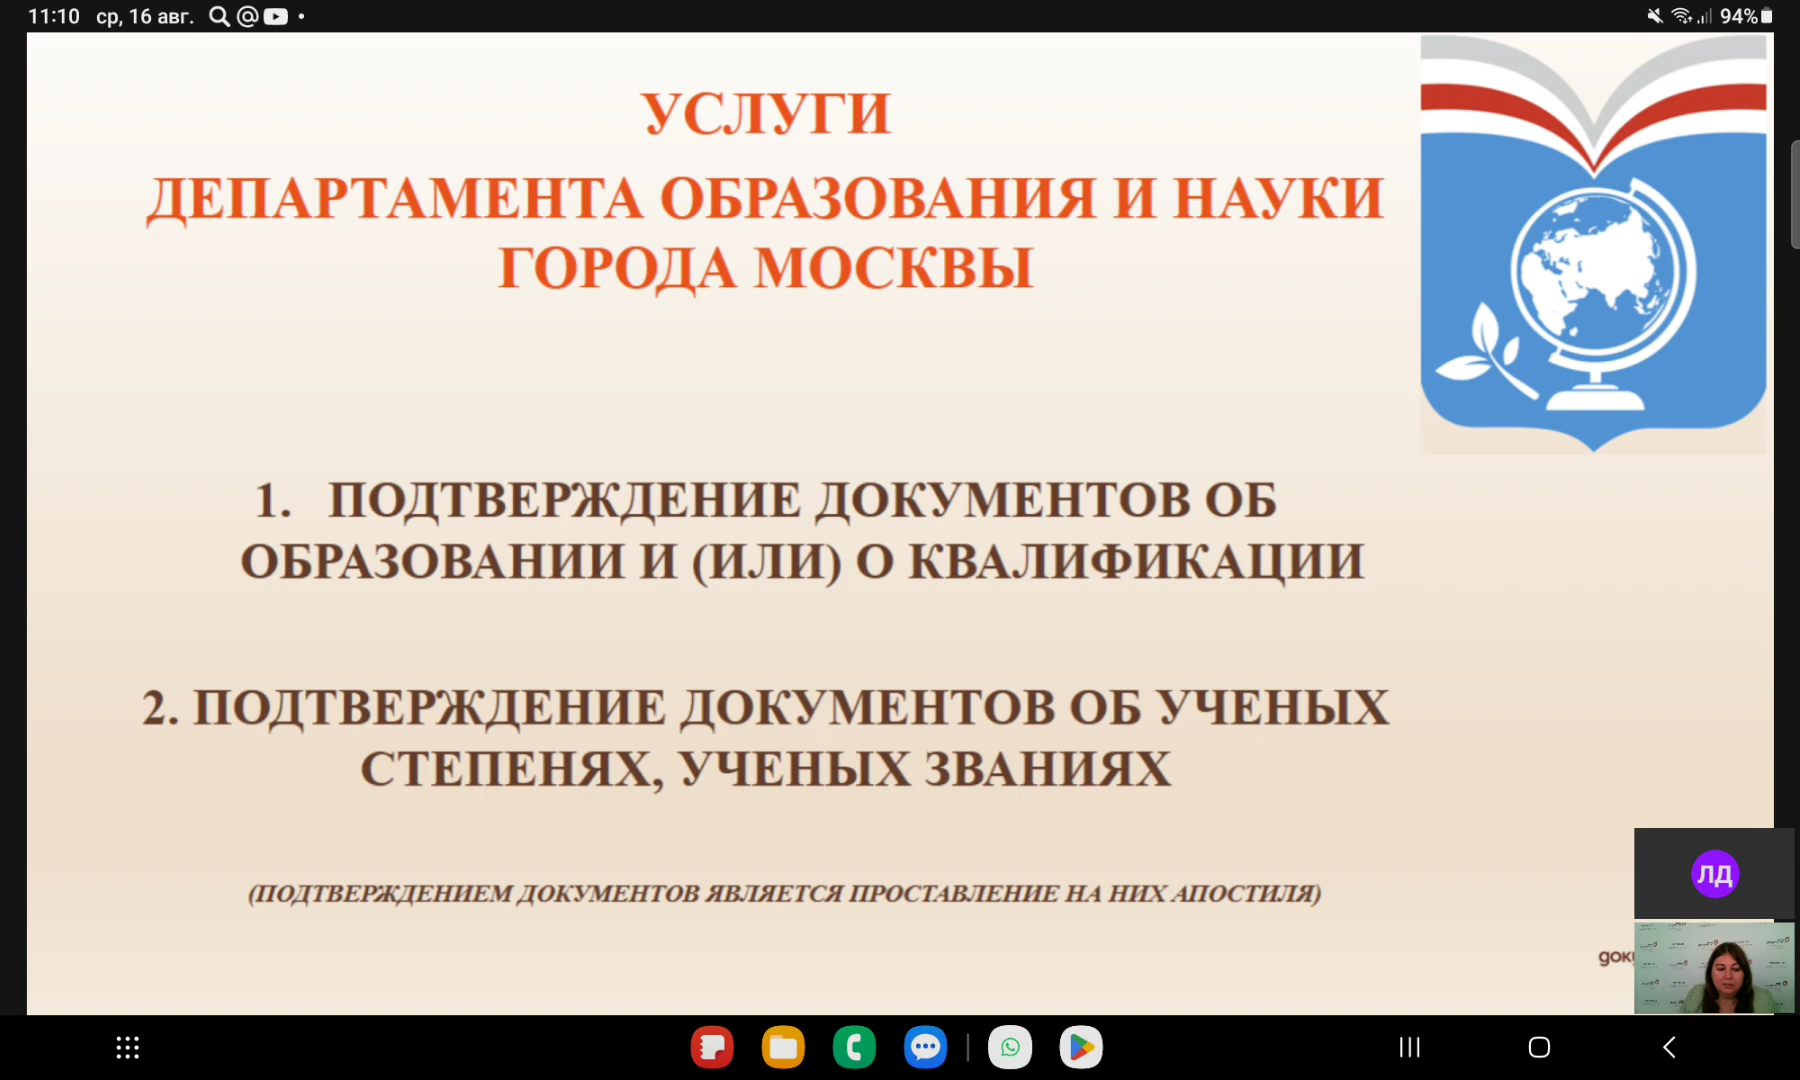 11:10 ср, 16 авг.
94%
УСЛУГИ
ДЕПАРТАМЕНТА ОБРАЗОВАНИЯ И НАУКИ
ГОРОДА МОСКВЫ
1. ПОДТВЕРЖДЕНИЕ ДОКУМЕНТОВ ОБ
ОБРАЗОВАНИИ И (ИЛИ) О КВАЛИФИКАЦИИ
2. ПОДТВЕРЖДЕНИЕ ДОКУМЕНТОВ ОБ УЧЕНЫХ
СТЕПЕНЯХ, УЧЕНЫХ ЗВАНИЯХ
(ПОДТВЕРЖДЕНИЕМ ДОКУМЕНТОВ ЯВЛЯЕТСЯ ПРОСТАВЛЕНИЕ НА НИХ АПОСТИЛЯ)
ЛД